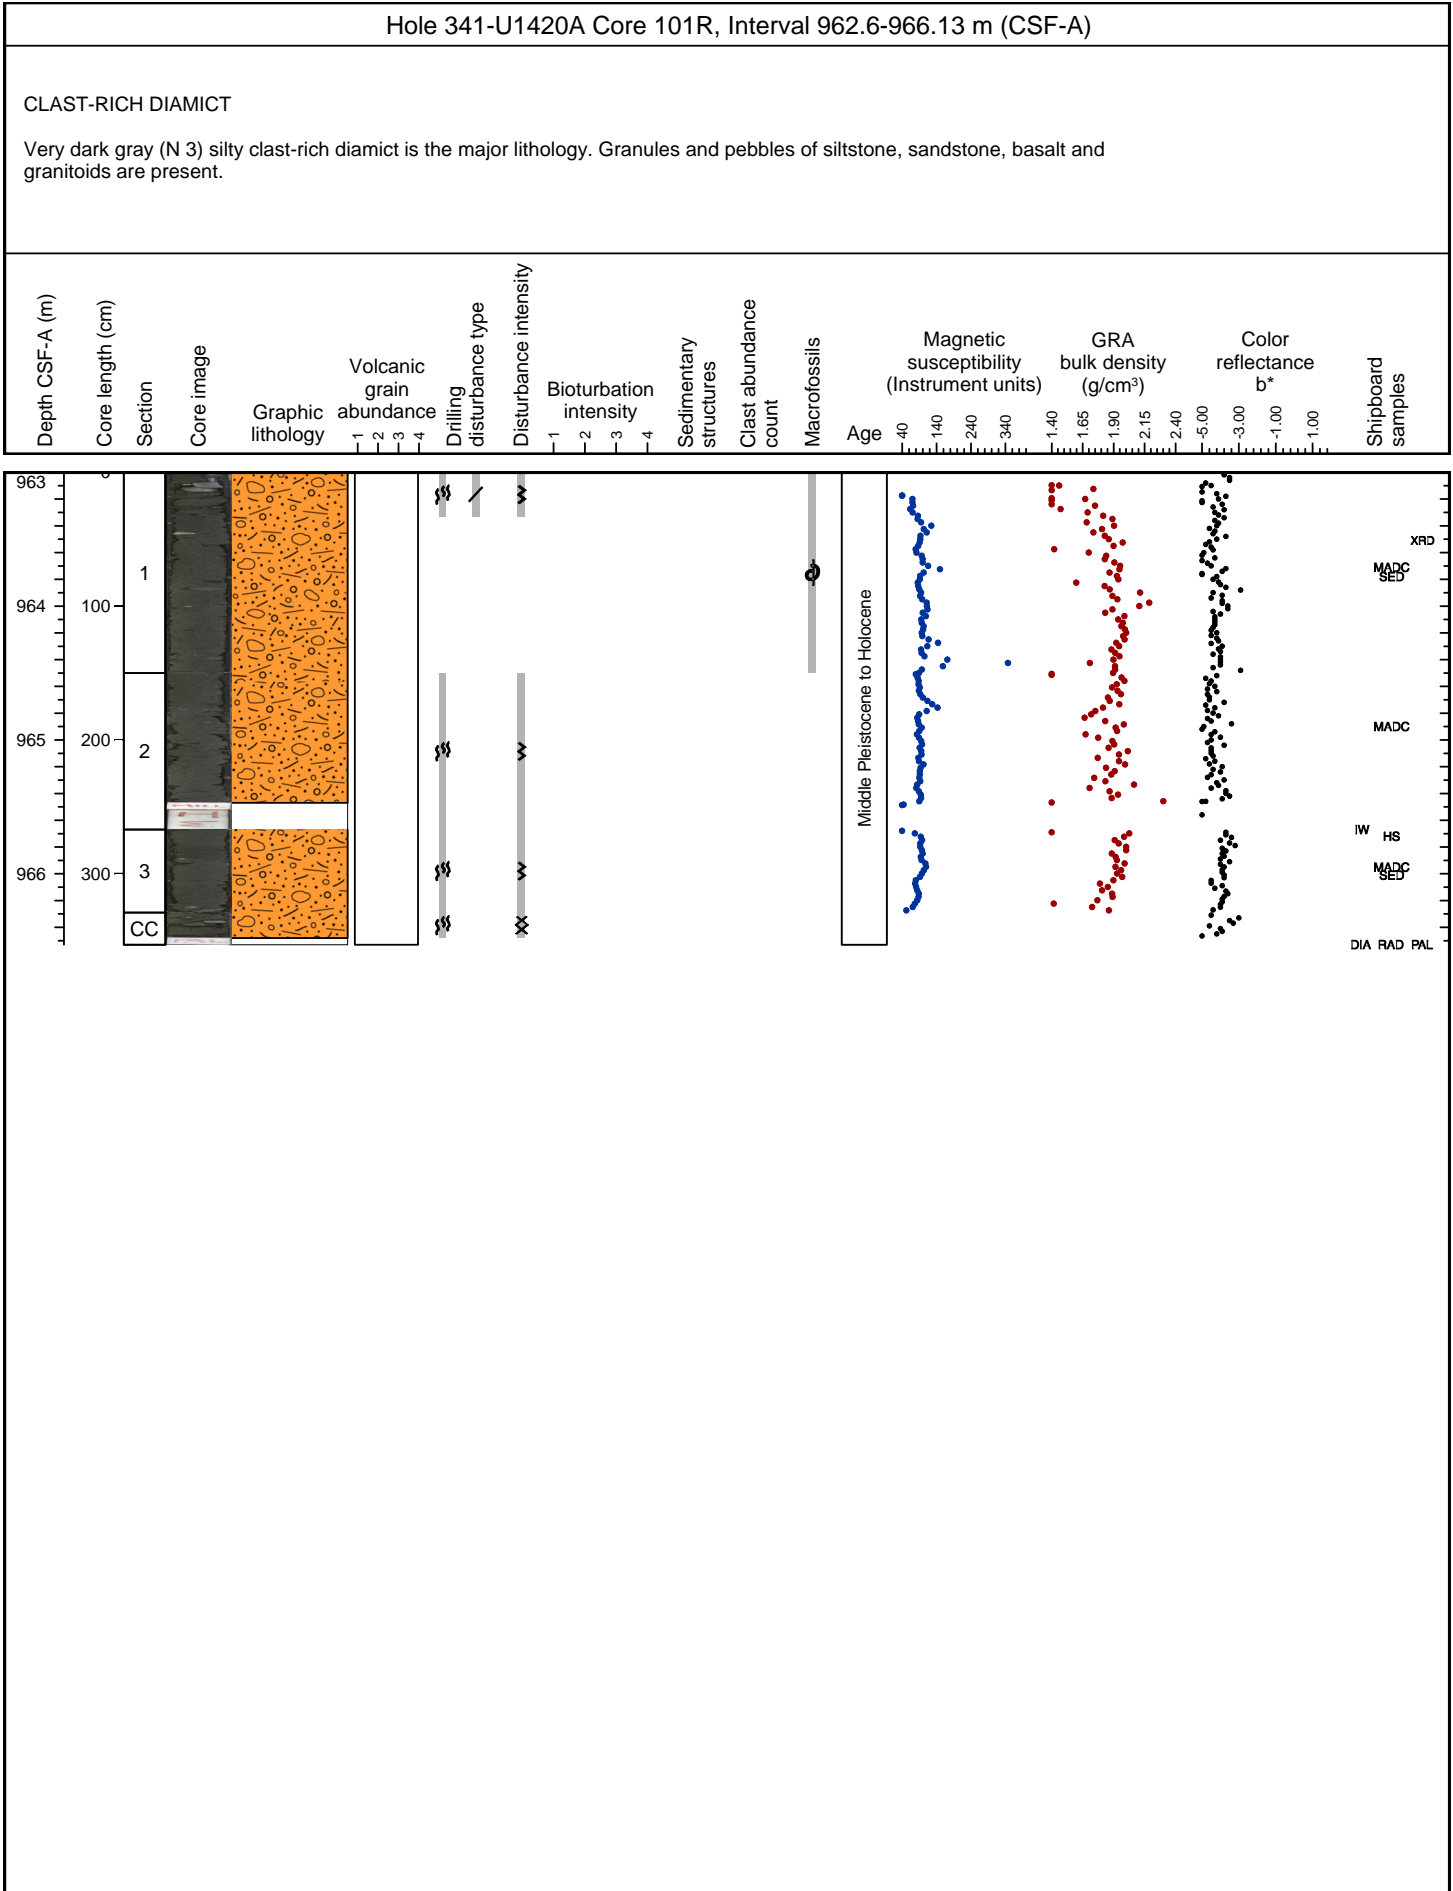 Hole 341-U1420A Core 101R, Interval 962.6-966.13 m (CSF-A)
CLAST-RICH DIAMICT
Very dark gray (N 3) silty clast-rich diamict is the major lithology. Granules and pebbles of siltstone, sandstone, basalt and
granitoids are present.
Depth CSF-A (m)
Core length (cm)
Section
Core image
Graphic
lithology
Volcanic
grain
abundance
1 2 3 4
Drilling
disturbance type
Disturbance intensity
Bioturbation
intensity
1 2 3 4
Sedimentary
structures
Clast abundance
count
Macrofossils
Age
Magnetic
susceptibility
(Instrument units)
40 140 240 340
GRA
bulk density
(g/cm³)
1.40 1.65 1.90 2.15 2.40
Color
reflectance
b*
-5.00 -3.00 -1.00 1.00
Shipboard
samples
963
964
965
966
0
100
200
300
1
2
3
CC
Middle Pleistocene to Holocene
XRD
MADC
SED
MADC
IW HS
MADC
SED
DIA RAD PAL